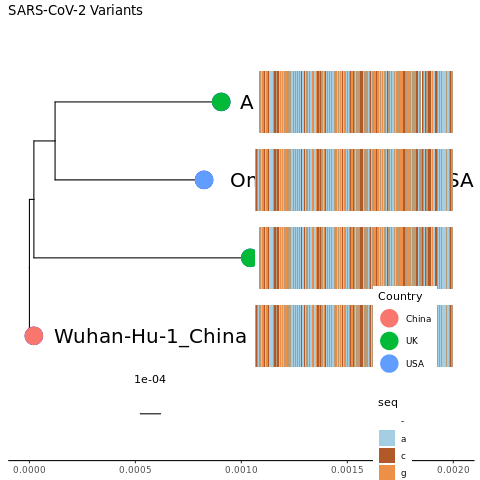 SARS-CoV-2 Variants
A
SA
Wuhan-Hu-1_China
Country
China
UK
USA
1e-04
seq
-
a
c
g
0.0000
0.0005
0.0010
0.0015
0.0020